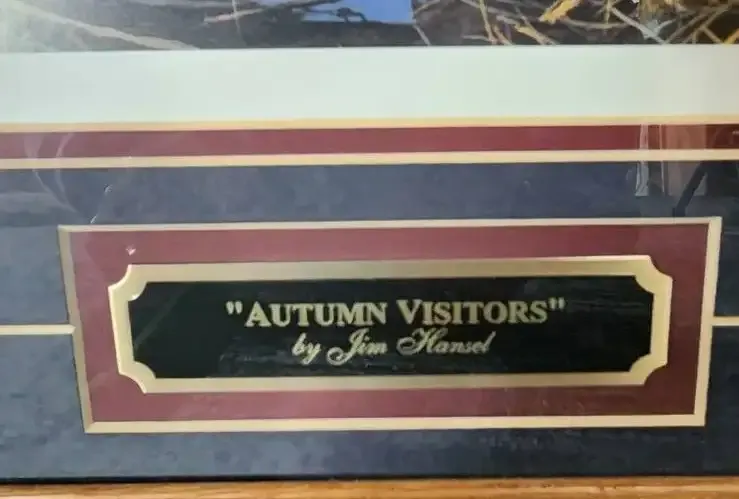 "AUTUMN VISITORS"
by Jim Hansel